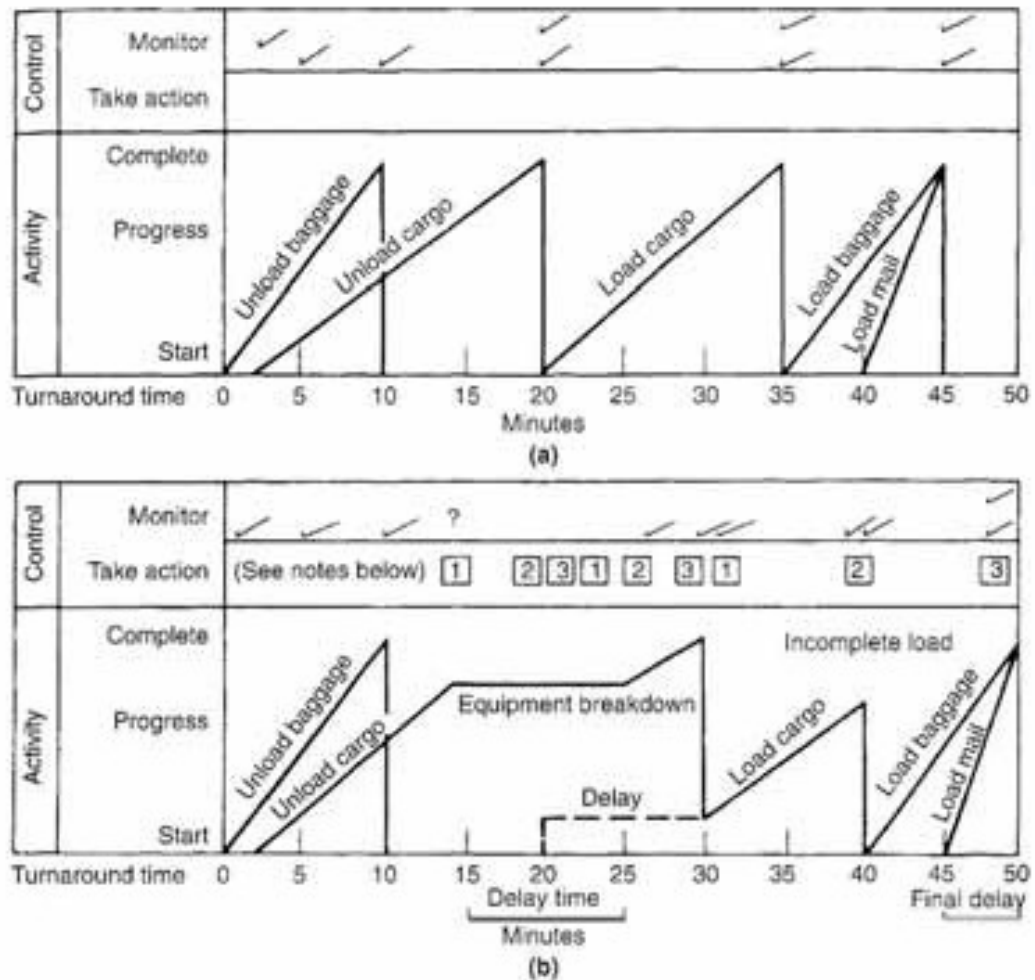 Control
Monitor
Take action
Activity
Complete
Progress
Start
Unload baggage
Unload cargo
Load cargo
Load baggage
Load mail
Turnaround time 0 5 10 15 20 25 30 35 40 45 50
Minutes
(a)
Control
Monitor ?
Take action (See notes below) 1 2 3 1 2 3 1 2 3
Activity
Complete
Incomplete load
Progress
Equipment breakdown
Unload baggage
Unload cargo
Load cargo
Load baggage
Load mail
Delay
Start
Turnaround time 0 5 10 15 20 25 30 35 40 45 50
Delay time Final delay
Minutes
(b)